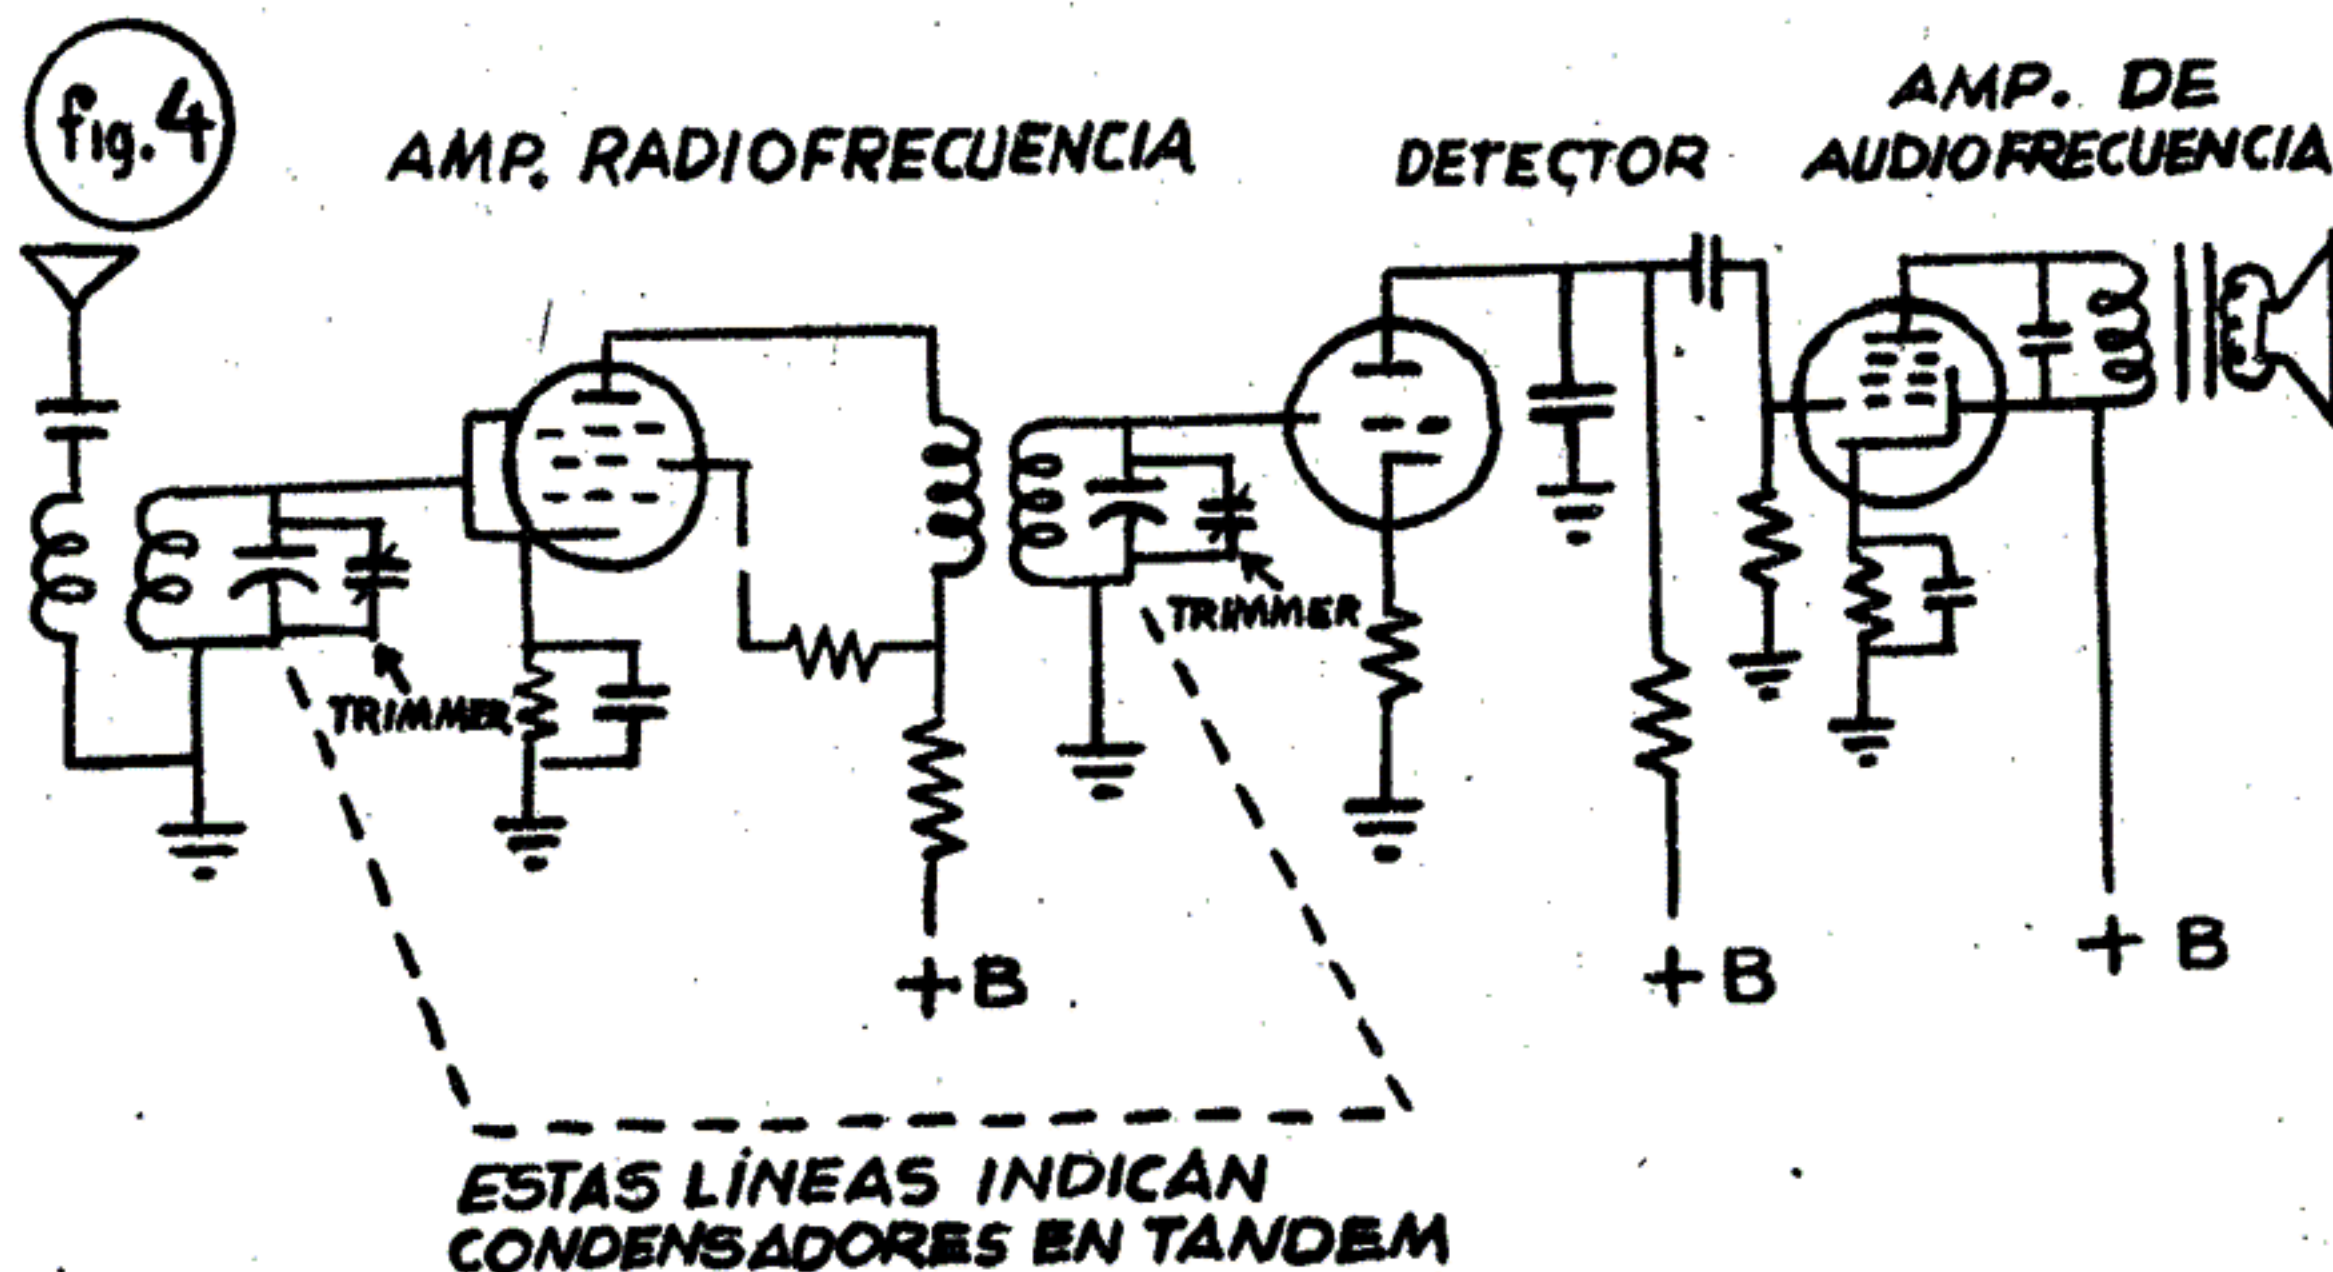 fig.4
AMP. RADIOFRECUENCIA
DETECTOR
AMP. DE
AUDIOFRECUENCIA
TRIMMER
TRIMMER
+ B
+ B
+ B
ESTAS LÍNEAS INDICAN
CONDENSADORES EN TANDEM